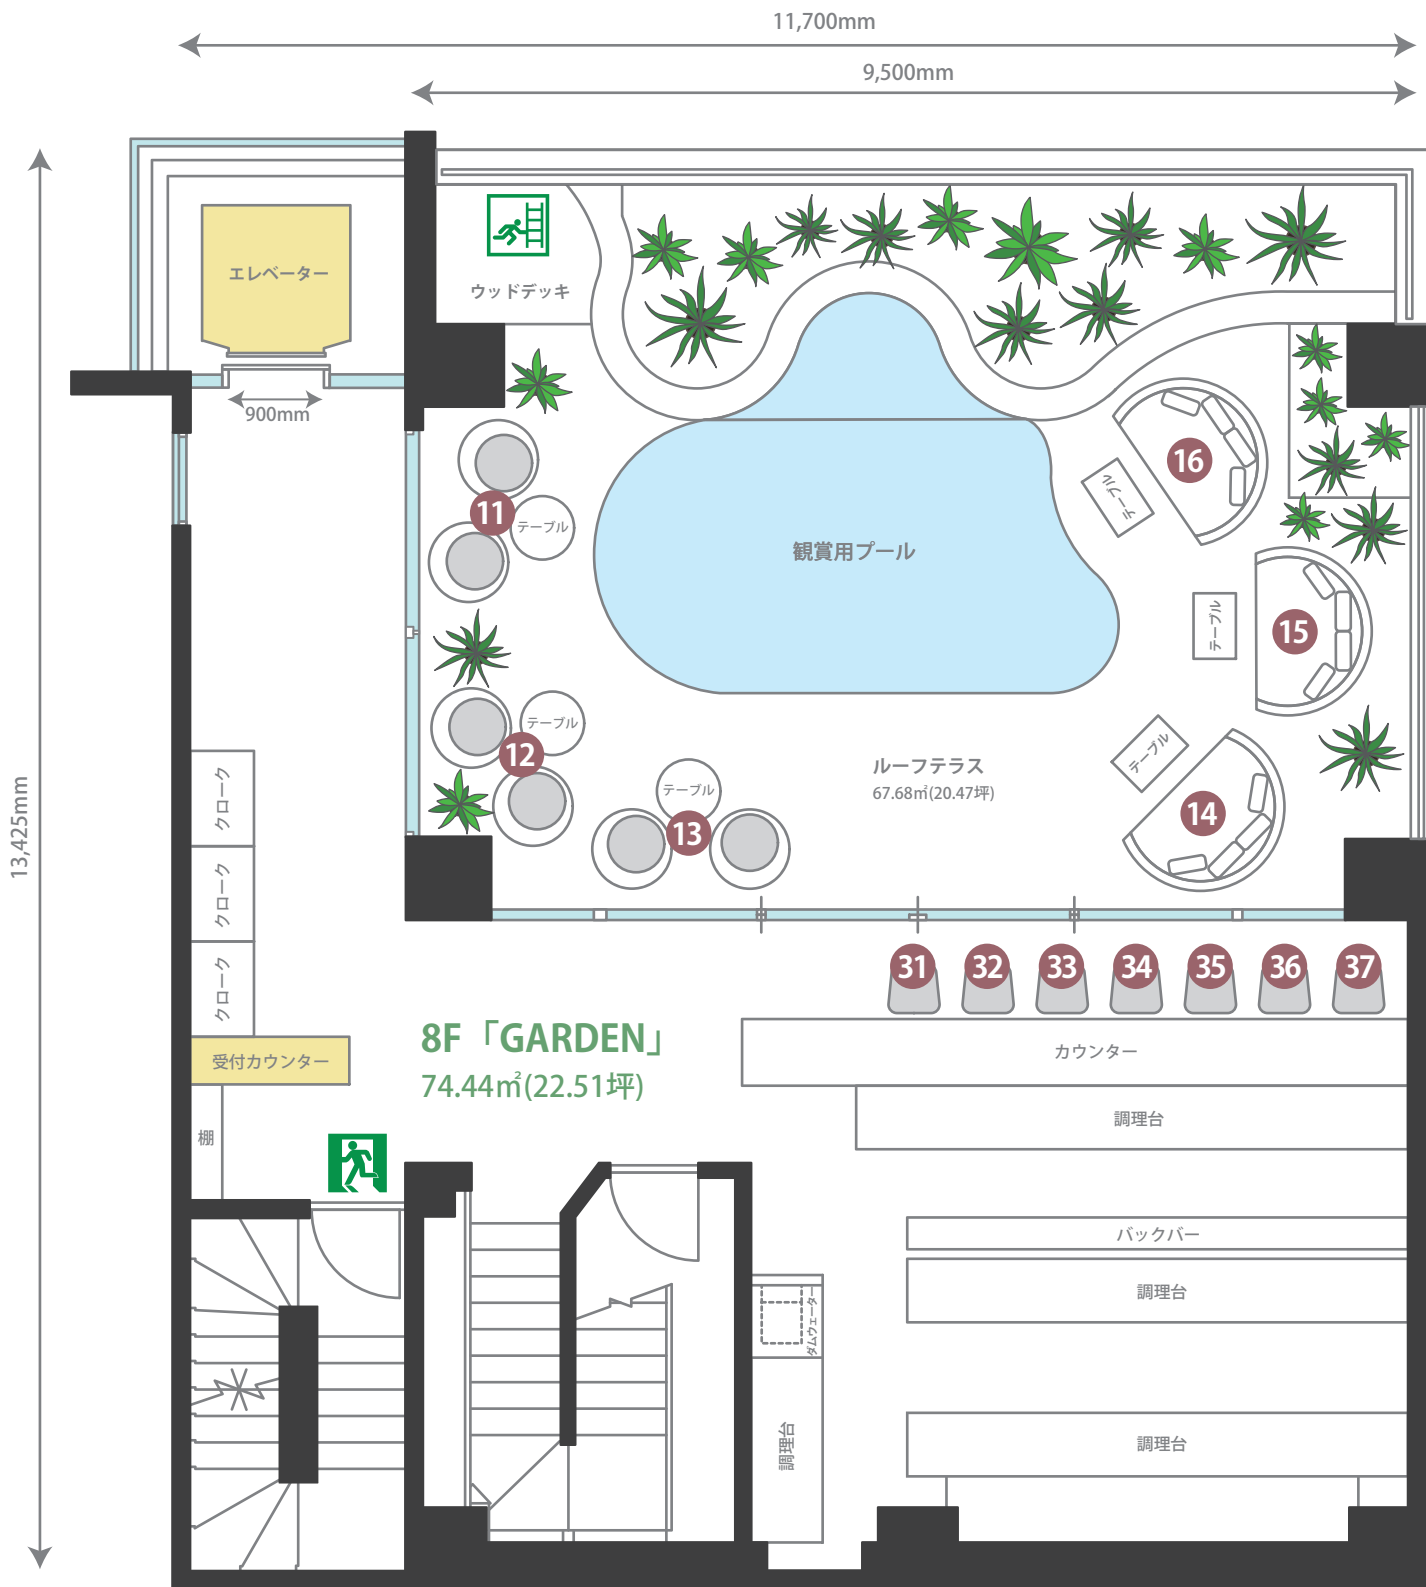 11,700mm
9,500mm
エレベーター
ウッドデッキ
900mm
13,425mm
16
テーブル
11
テーブル
観賞用プール
15
テーブル
12
テーブル
13
テーブル
ルーフテラス
67.68㎡(20.47坪)
14
テーブル
クローク
クローク
クローク
受付カウンター
棚
8F「GARDEN」
74.44㎡(22.51坪)
31
32
33
34
35
36
37
カウンター
調理台
バックバー
調理台
ダムウェーター
調理台
調理台